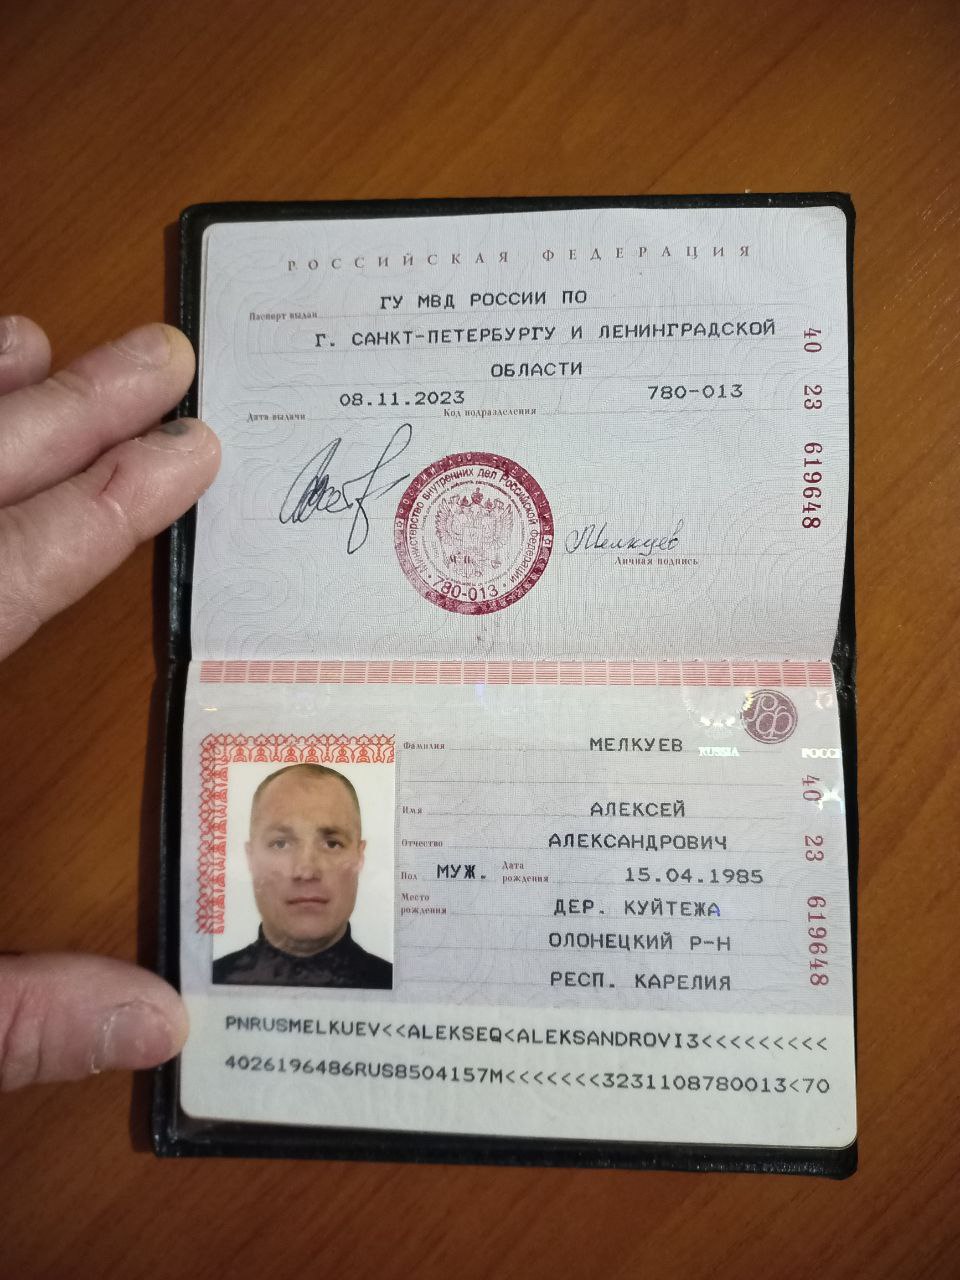 РОССИЙСКАЯ ФЕДЕРАЦИЯ
Паспорт выдан ГУ МВД РОССИИ ПО
Г. САНКТ-ПЕТЕРБУРГУ И ЛЕНИНГРАДСКОЙ
ОБЛАСТИ
Дата выдачи 08.11.2023 Код подразделения 780-013
40 23 619648
Министерство внутренних дел Российской Федерации
М.П.
780-013
Мелкуев
Личная подпись
РФ
RUSSIA
РОССИ
Фамилия МЕЛКУЕВ
Имя АЛЕКСЕЙ
Отчество АЛЕКСАНДРОВИЧ
Пол МУЖ. Дата рождения 15.04.1985
Место рождения ДЕР. КУЙТЕЖА
ОЛОНЕЦКИЙ Р-Н
РЕСП. КАРЕЛИЯ
40 23 619648
PNRUSMELKUEV<<ALEKSEQ<ALEKSANDROVI3<<<<<<<<<
4026196486RUS8504157M<<<<<<<3231108780013<70